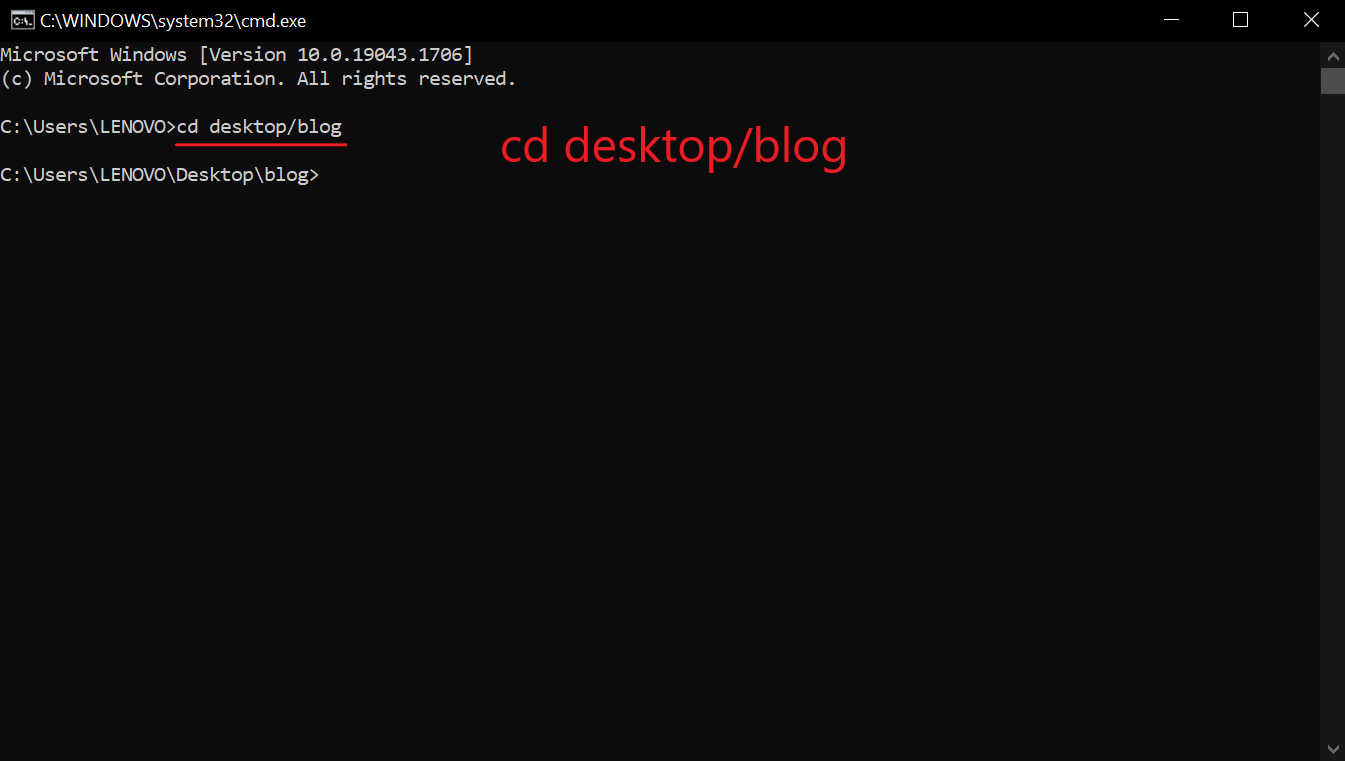 C:\WINDOWS\system32\cmd.exe
Microsoft Windows [Version 10.0.19043.1706]
(c) Microsoft Corporation. All rights reserved.
C:\Users\LENOVO>cd desktop/blog
cd desktop/blog
C:\Users\LENOVO\Desktop\blog>